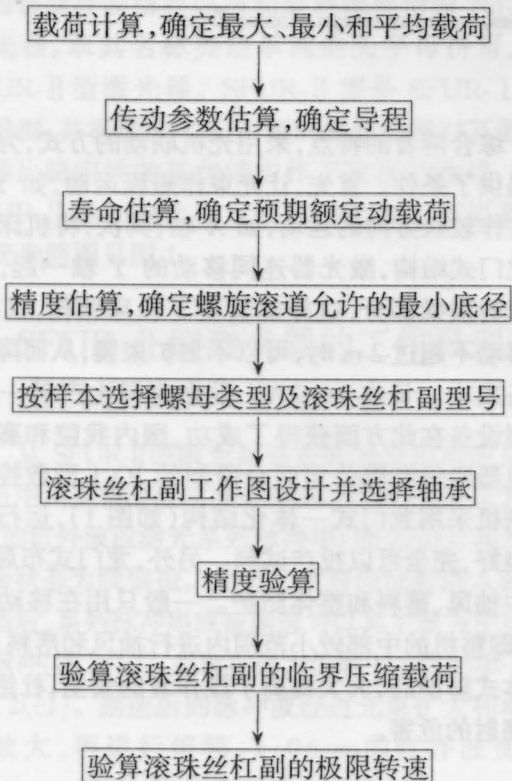 载荷计算,确定最大、最小和平均载荷
传动参数估算,确定导程
寿命估算,确定预期额定动载荷
精度估算,确定螺旋滚道允许的最小底径
按样本选择螺母类型及滚珠丝杠副型号
滚珠丝杠副工作图设计并选择轴承
精度验算
验算滚珠丝杠副的临界压缩载荷
验算滚珠丝杠副的极限转速